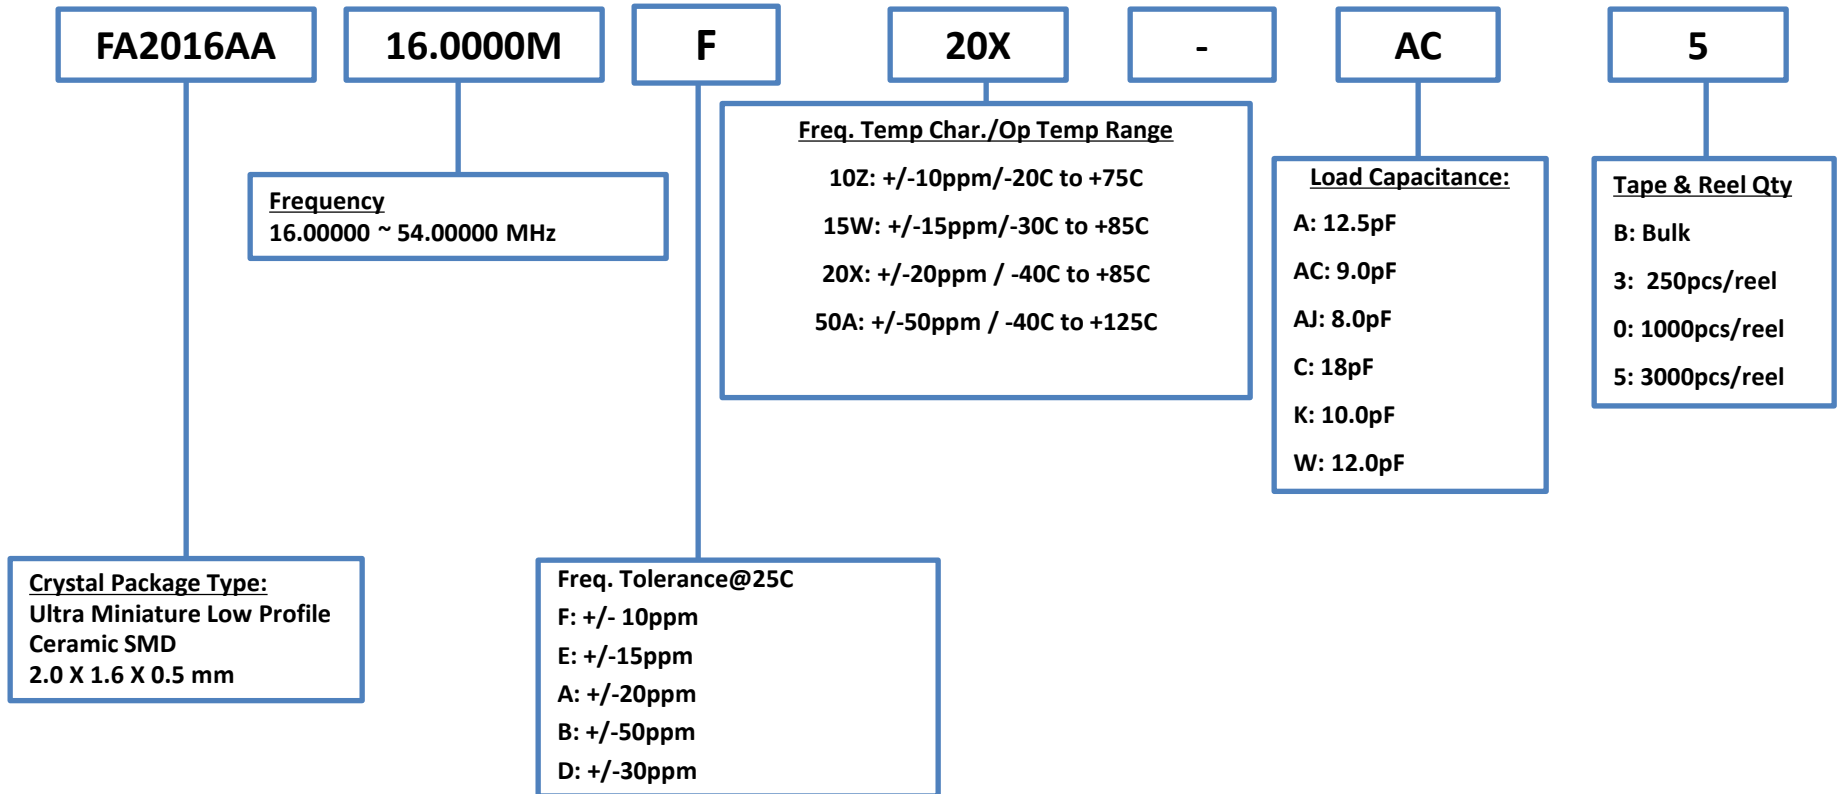 FA2016AA
16.0000M
F
20X
-
AC
5
Freq. Temp Char./Op Temp Range
10Z: +/-10ppm/-20C to +75C
15W: +/-15ppm/-30C to +85C
20X: +/-20ppm / -40C to +85C
50A: +/-50ppm / -40C to +125C
Frequency
16.00000 ~ 54.00000 MHz
Load Capacitance:
A: 12.5pF
AC: 9.0pF
AJ: 8.0pF
C: 18pF
K: 10.0pF
W: 12.0pF
Tape & Reel Qty
B: Bulk
3:  250pcs/reel
0: 1000pcs/reel
5: 3000pcs/reel
Crystal Package Type:
Ultra Miniature Low Profile
Ceramic SMD
2.0 X 1.6 X 0.5 mm
Freq. Tolerance@25C
F: +/- 10ppm
E: +/-15ppm
A: +/-20ppm
B: +/-50ppm
D: +/-30ppm